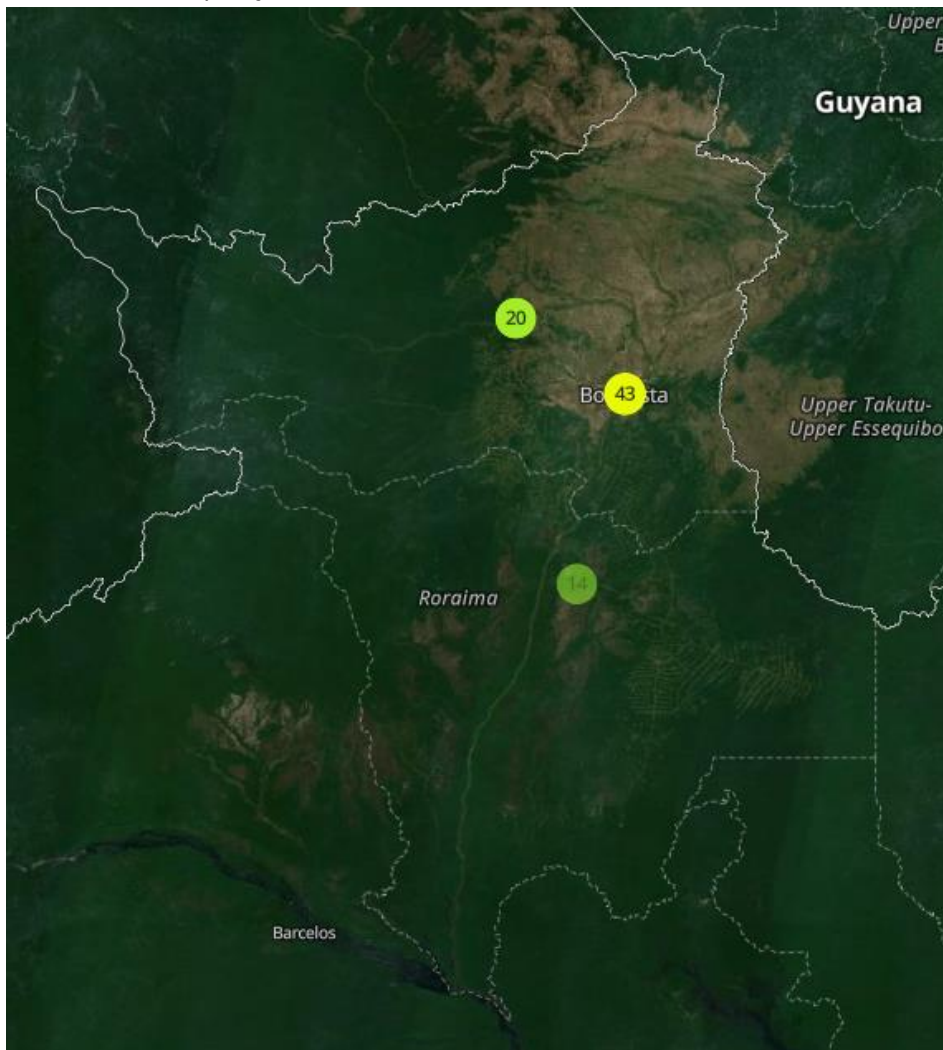 Upper
Guyana
20
43
Upper Takutu-
Upper Essequibo
14
Roraima
Barcelos